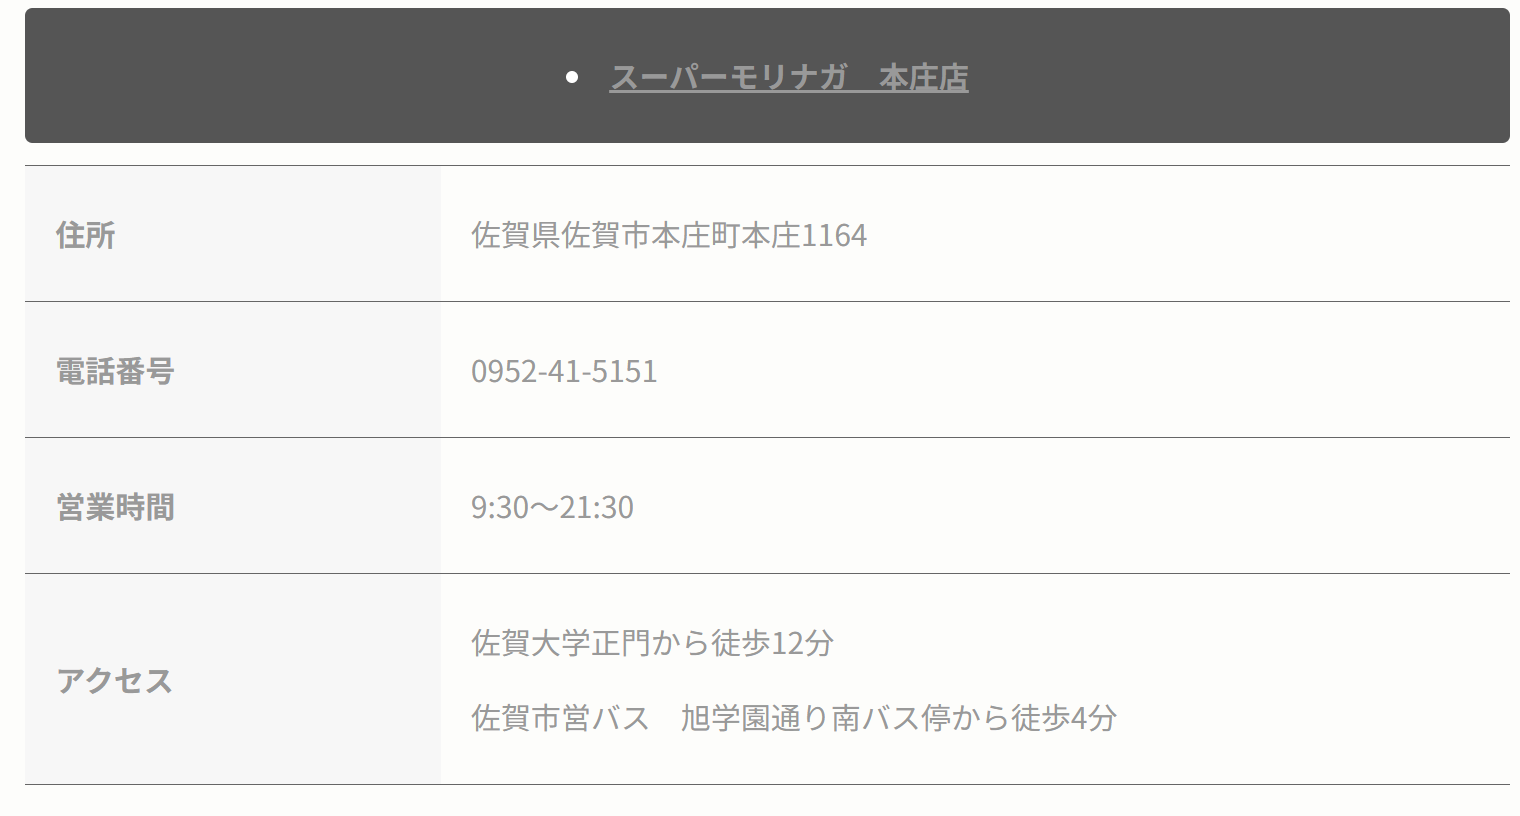 スーパーモリナガ　本庄店
住所
佐賀県佐賀市本庄町本庄1164
電話番号
0952-41-5151
営業時間
9:30～21:30
アクセス
佐賀大学正門から徒歩12分
佐賀市営バス　旭学園通り南バス停から徒歩4分